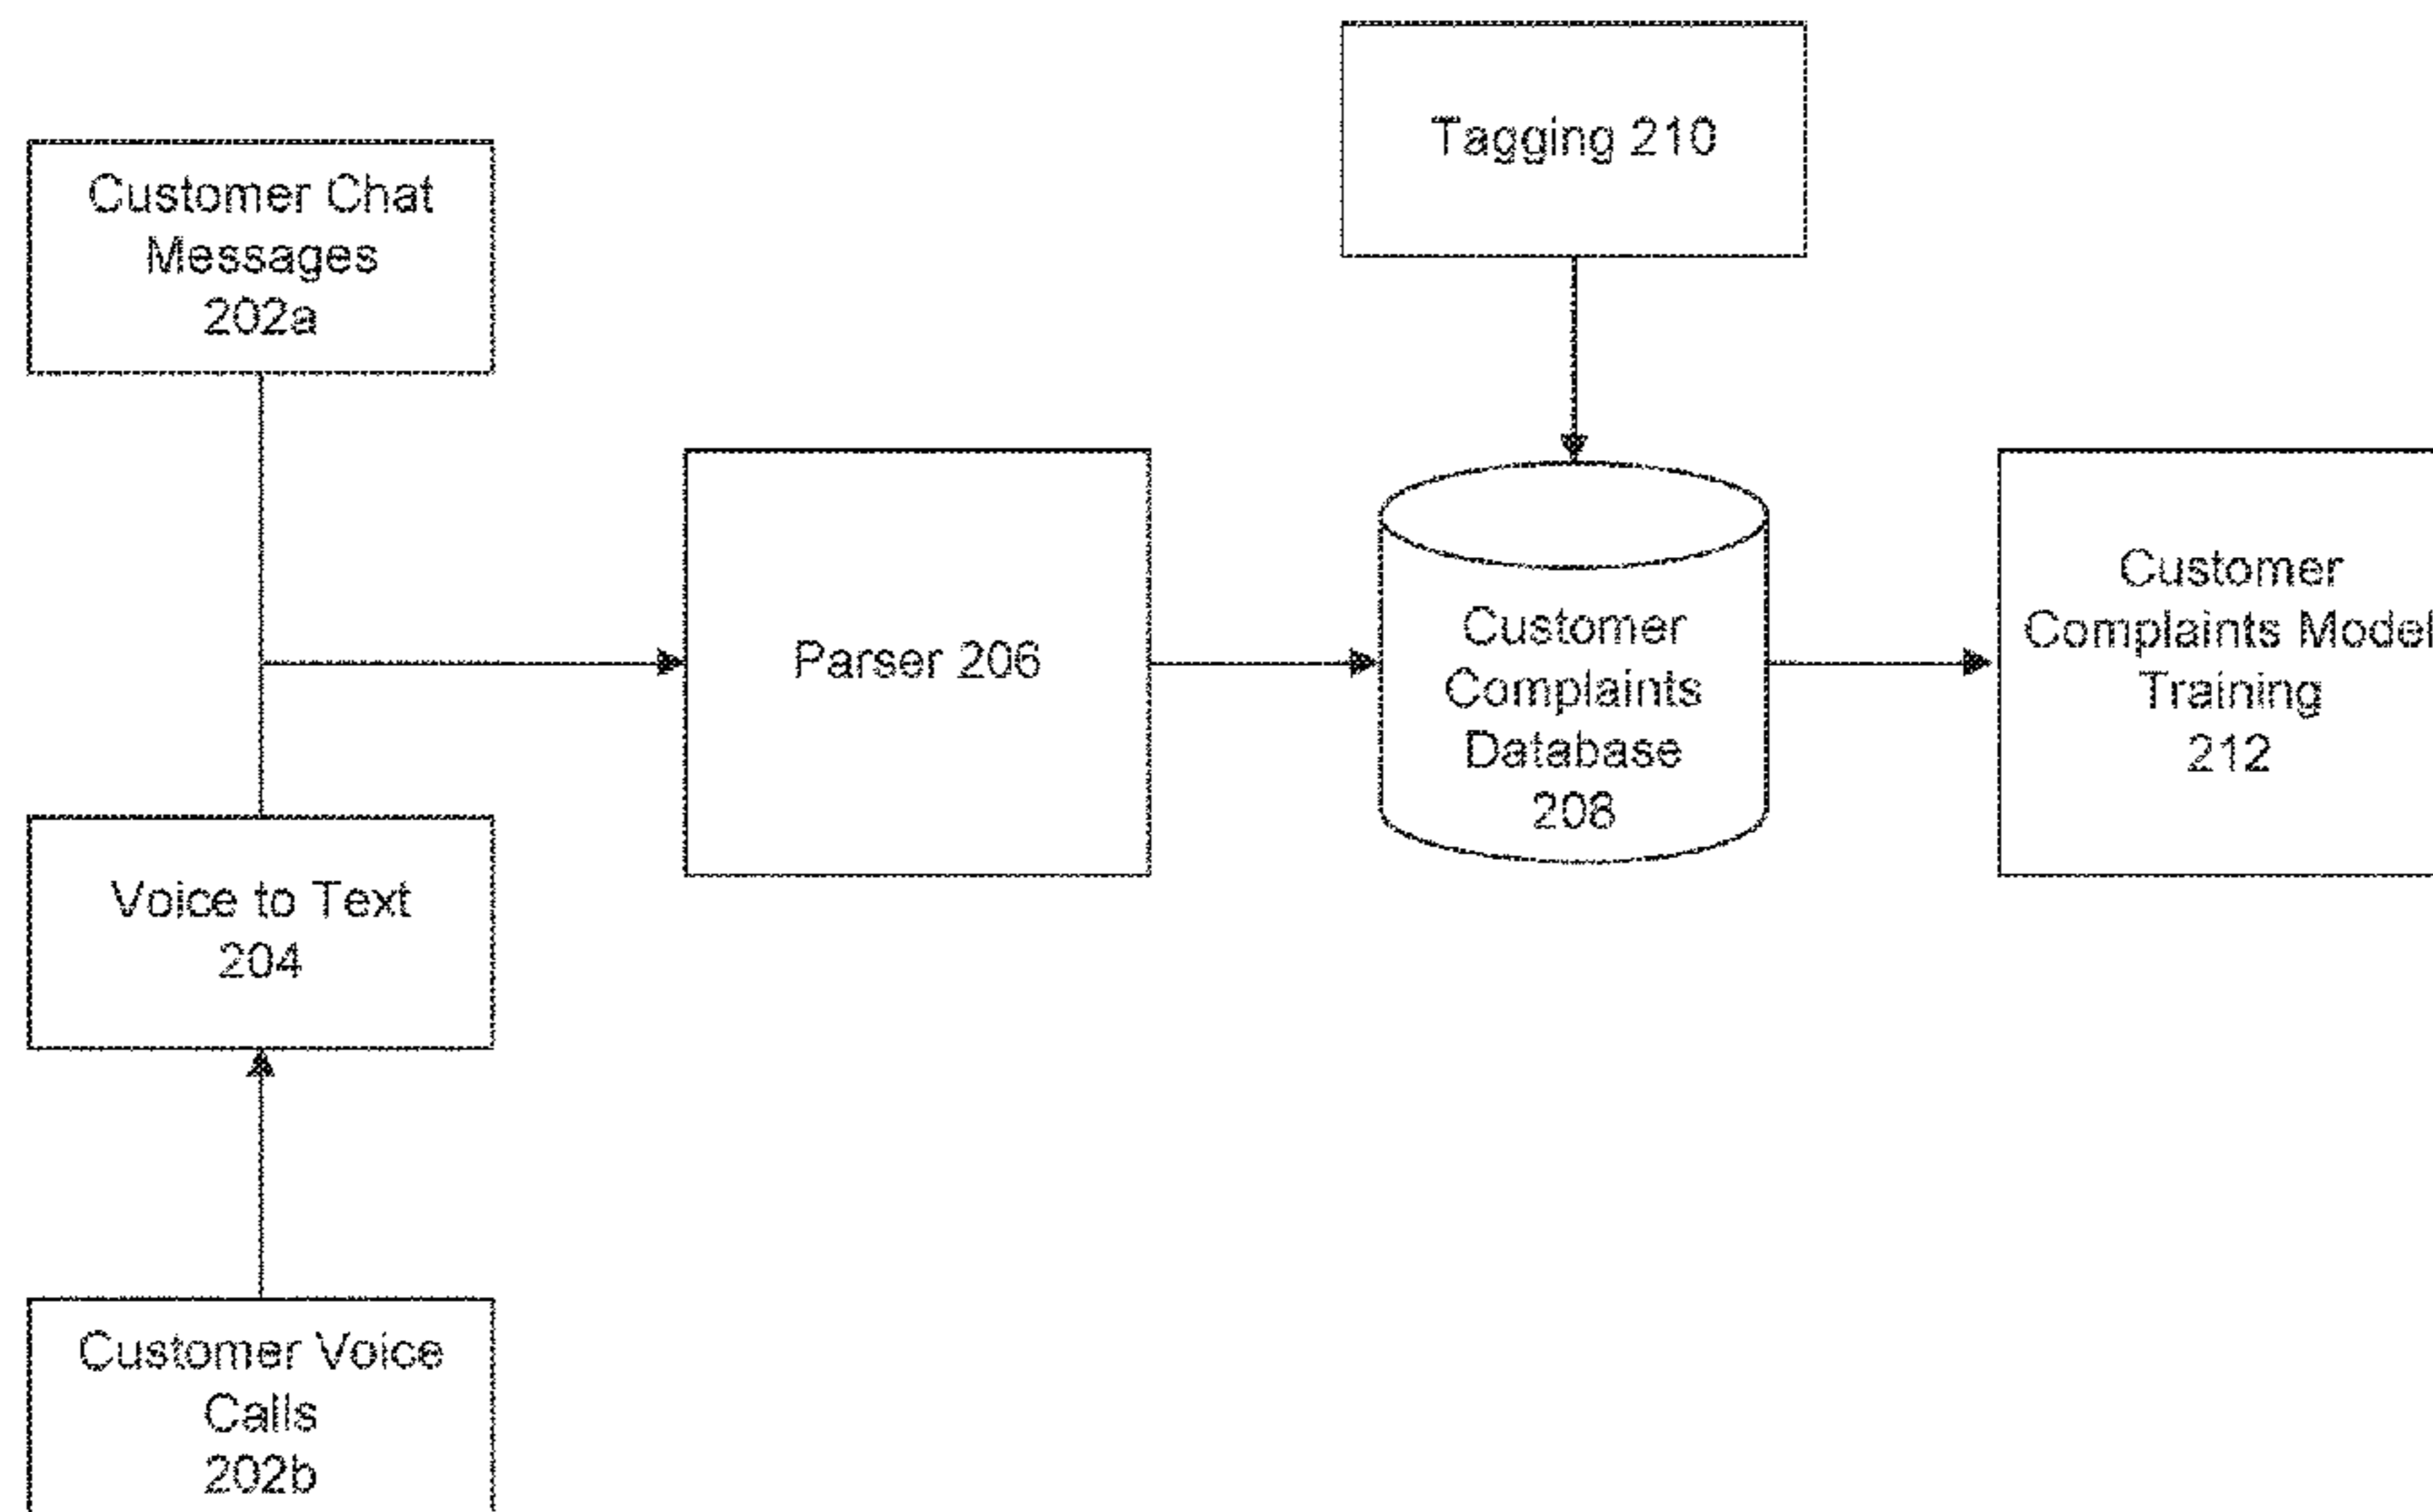 Tagging 210
Customer Chat
Messages
202a
Parser 206
Customer
Complaints
Database
208
Customer
Complaints Model
Training
212
Voice to Text
204
Customer Voice
Calls
202b